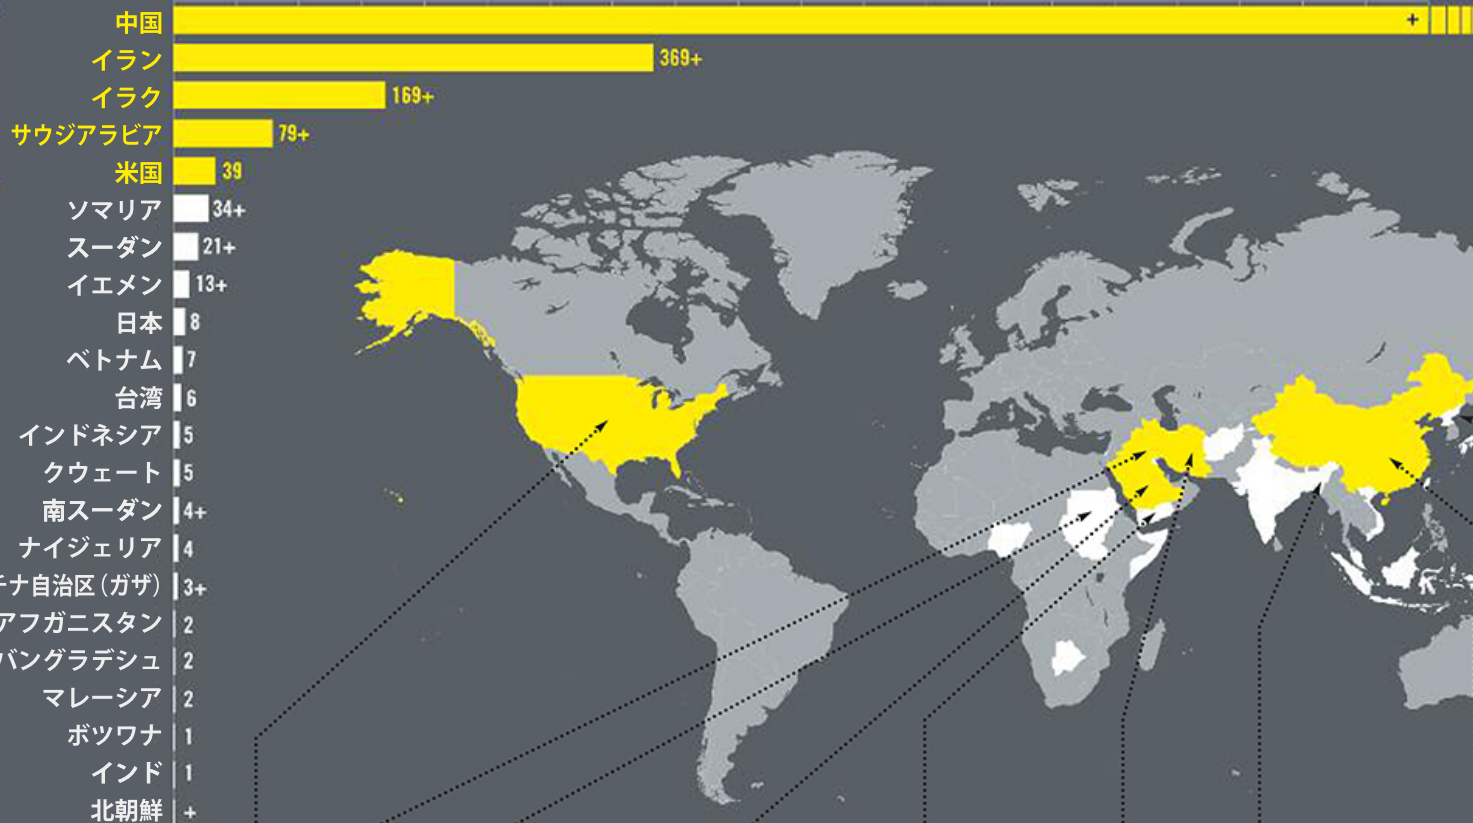 中国 +
イラン 369+
イラク 169+
サウジアラビア 79+
米国 39
ソマリア 34+
スーダン 21+
イエメン 13+
日本 8
ベトナム 7
台湾 6
インドネシア 5
クウェート 5
南スーダン 4+
ナイジェリア 4
チナ自治区(ガザ) 3+
アフガニスタン 2
バングラデシュ 2
マレーシア 2
ボツワナ 1
インド 1
北朝鮮 +